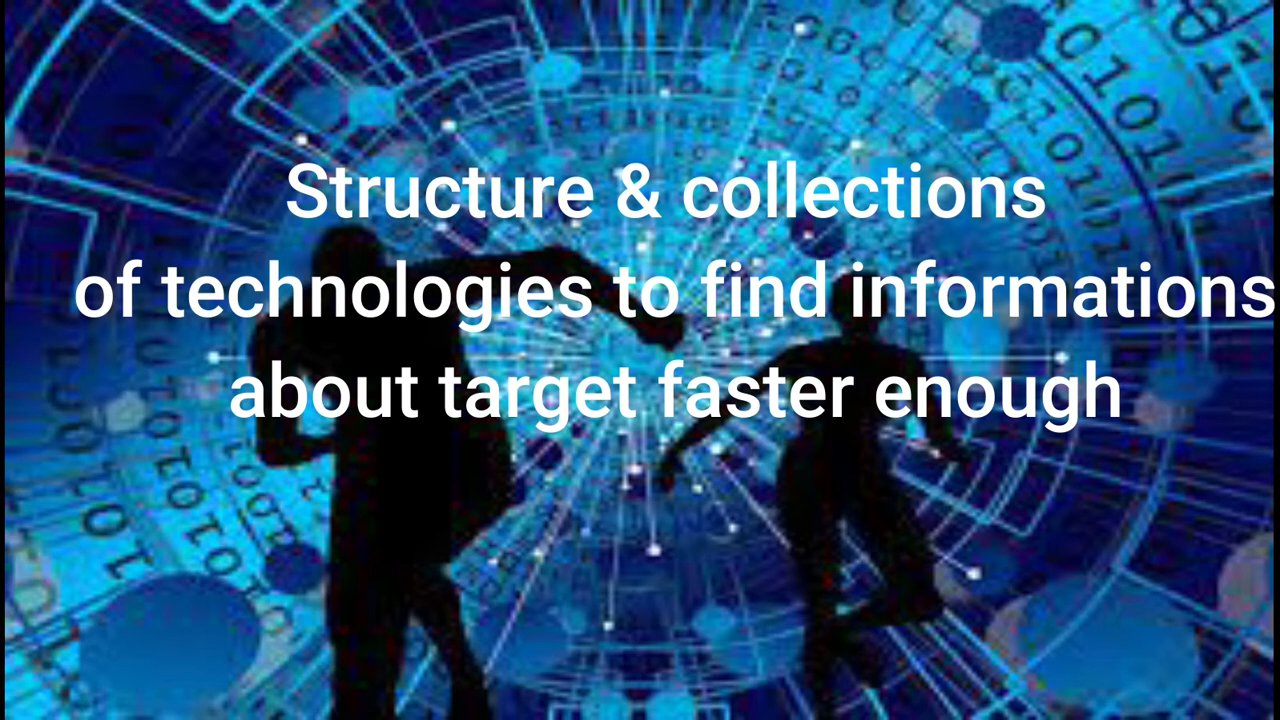 Structure & collections
of technologies to find informations
about target faster enough